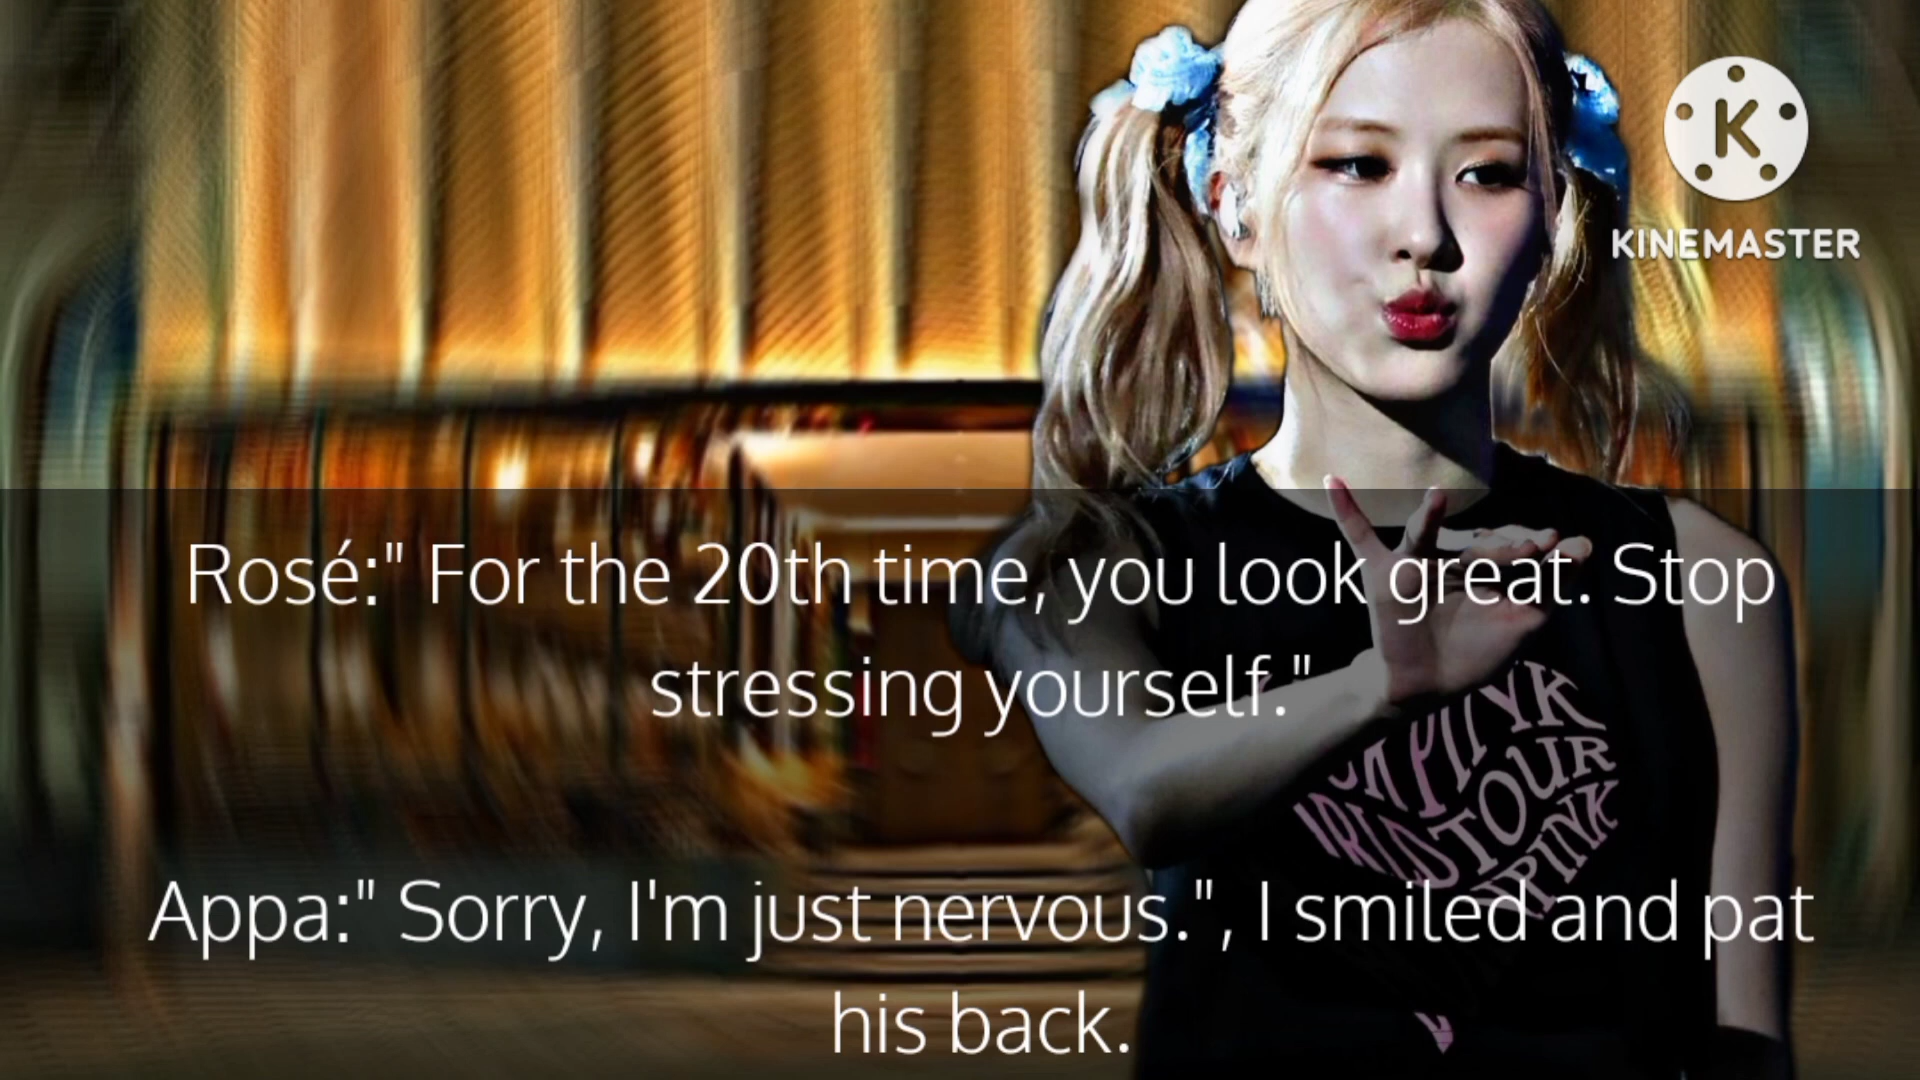 K
KINEMASTER
Rosé:" For the 20th time, you look great. Stop
stressing yourself."
Appa:" Sorry, I'm just nervous.", I smiled and pat
his back.
TOUR